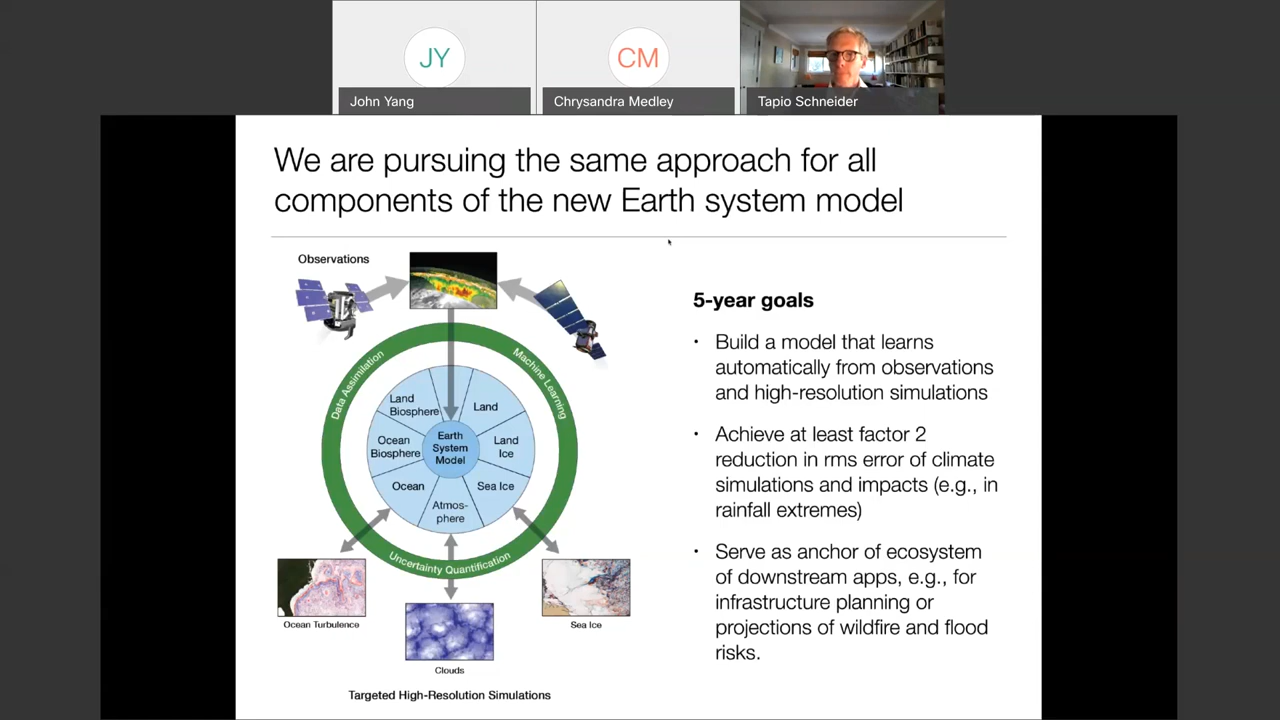 JY
CM
John Yang
Chrysandra Medley
Tapio Schneider
We are pursuing the same approach for all
components of the new Earth system model
Observations
Data Assimilation
Machine Learning
Uncertainty Quantification
Land
Biosphere
Land
Ocean
Biosphere
Earth
System
Model
Land
Ice
Ocean
Sea Ice
Atmos-
phere
Ocean Turbulence
Clouds
Sea Ice
Targeted High-Resolution Simulations
5-year goals
• Build a model that learns
automatically from observations
and high-resolution simulations
• Achieve at least factor 2
reduction in rms error of climate
simulations and impacts (e.g., in
rainfall extremes)
• Serve as anchor of ecosystem
of downstream apps, e.g., for
infrastructure planning or
projections of wildfire and flood
risks.